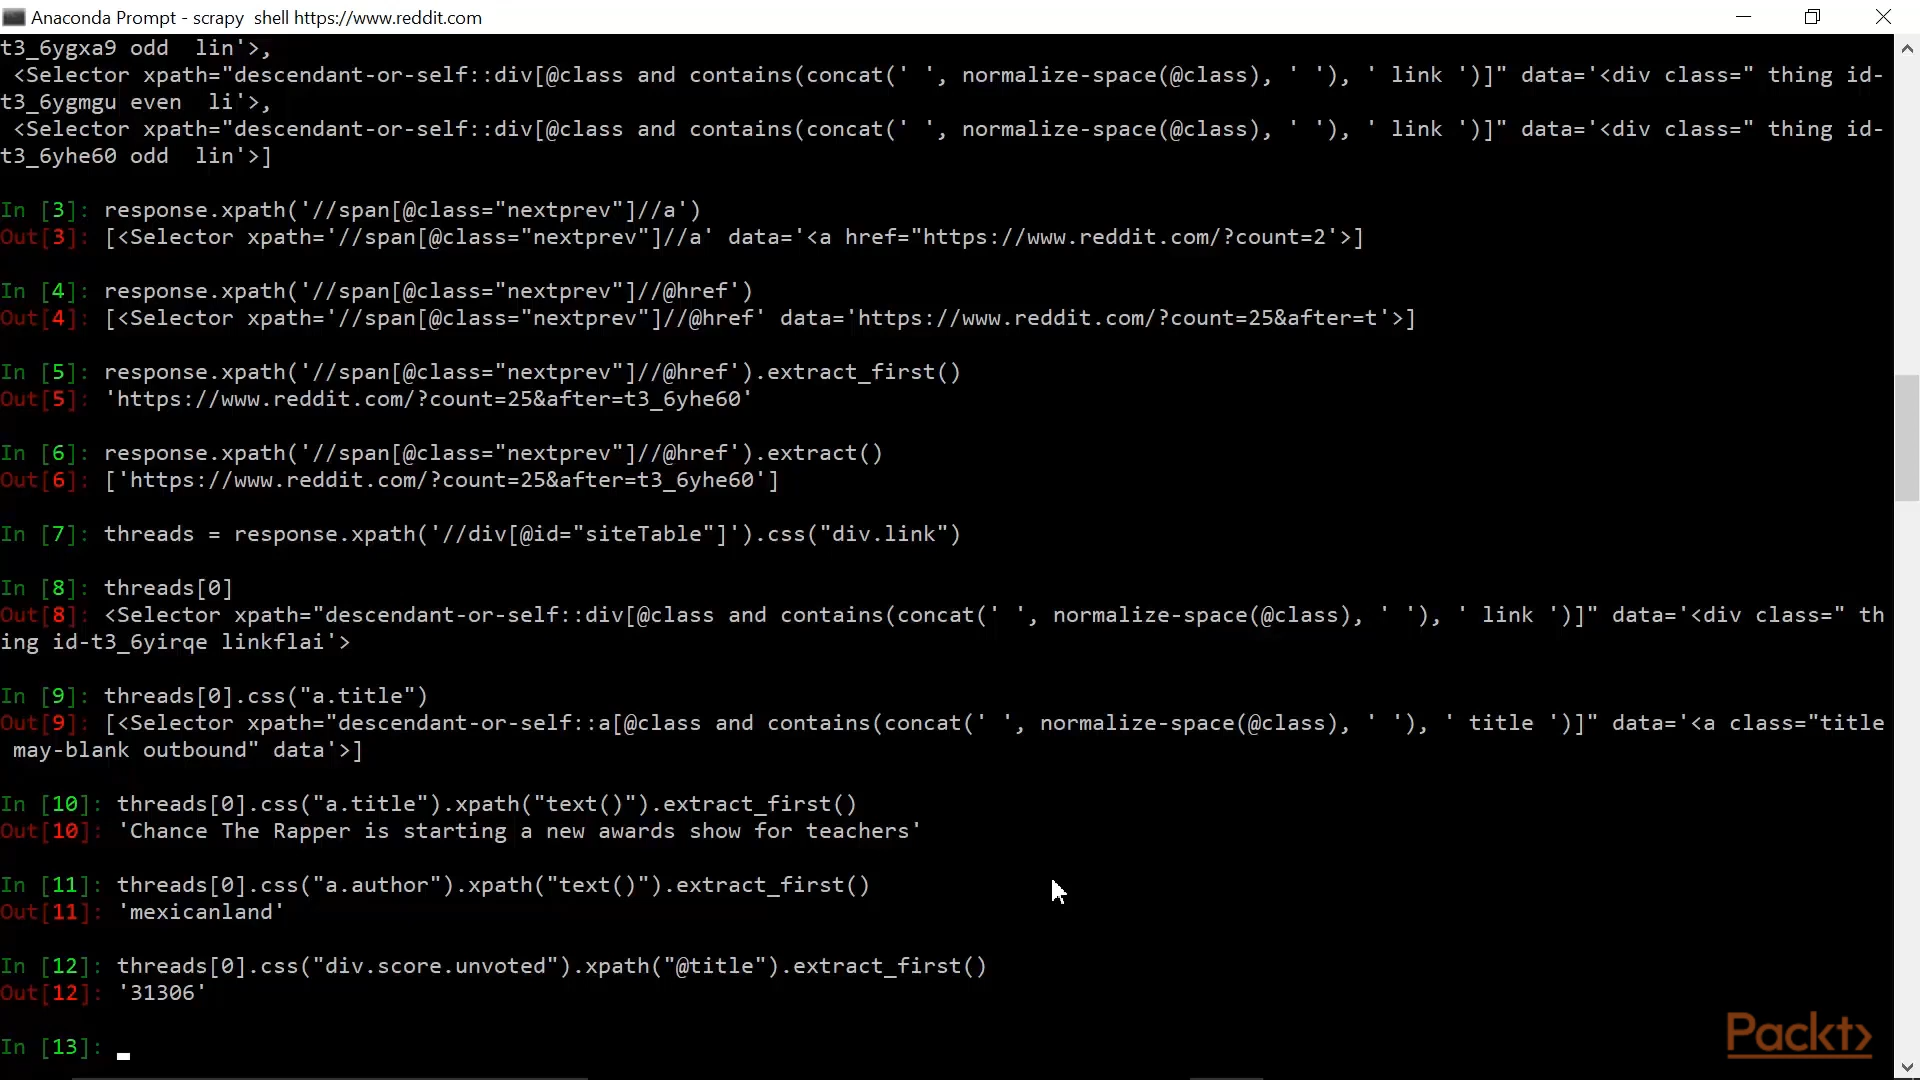 Anaconda Prompt - scrapy  shell https://www.reddit.com
t3_6ygxa9 odd  lin'>,
 <Selector xpath="descendant-or-self::div[@class and contains(concat(' ', normalize-space(@class), ' '), ' link ')]" data='<div class=" thing id-
t3_6ygmgu even  li'>,
 <Selector xpath="descendant-or-self::div[@class and contains(concat(' ', normalize-space(@class), ' '), ' link ')]" data='<div class=" thing id-
t3_6yhe60 odd  lin'>]
In [3]: response.xpath('//span[@class="nextprev"]//a')
Out[3]: [<Selector xpath='//span[@class="nextprev"]//a' data='<a href="https://www.reddit.com/?count=2'>]
In [4]: response.xpath('//span[@class="nextprev"]//@href')
Out[4]: [<Selector xpath='//span[@class="nextprev"]//@href' data='https://www.reddit.com/?count=25&after=t'>]
In [5]: response.xpath('//span[@class="nextprev"]//@href').extract_first()
Out[5]: 'https://www.reddit.com/?count=25&after=t3_6yhe60'
In [6]: response.xpath('//span[@class="nextprev"]//@href').extract()
Out[6]: ['https://www.reddit.com/?count=25&after=t3_6yhe60']
In [7]: threads = response.xpath('//div[@id="siteTable"]').css("div.link")
In [8]: threads[0]
Out[8]: <Selector xpath="descendant-or-self::div[@class and contains(concat(' ', normalize-space(@class), ' '), ' link ')]" data='<div class=" th
ing id-t3_6yirqe linkflai'>
In [9]: threads[0].css("a.title")
Out[9]: [<Selector xpath="descendant-or-self::a[@class and contains(concat(' ', normalize-space(@class), ' '), ' title ')]" data='<a class="title
 may-blank outbound" data'>]
In [10]: threads[0].css("a.title").xpath("text()").extract_first()
Out[10]: 'Chance The Rapper is starting a new awards show for teachers'
In [11]: threads[0].css("a.author").xpath("text()").extract_first()
Out[11]: 'mexicanland'
In [12]: threads[0].css("div.score.unvoted").xpath("@title").extract_first()
Out[12]: '31306'
In [13]:
Packt>